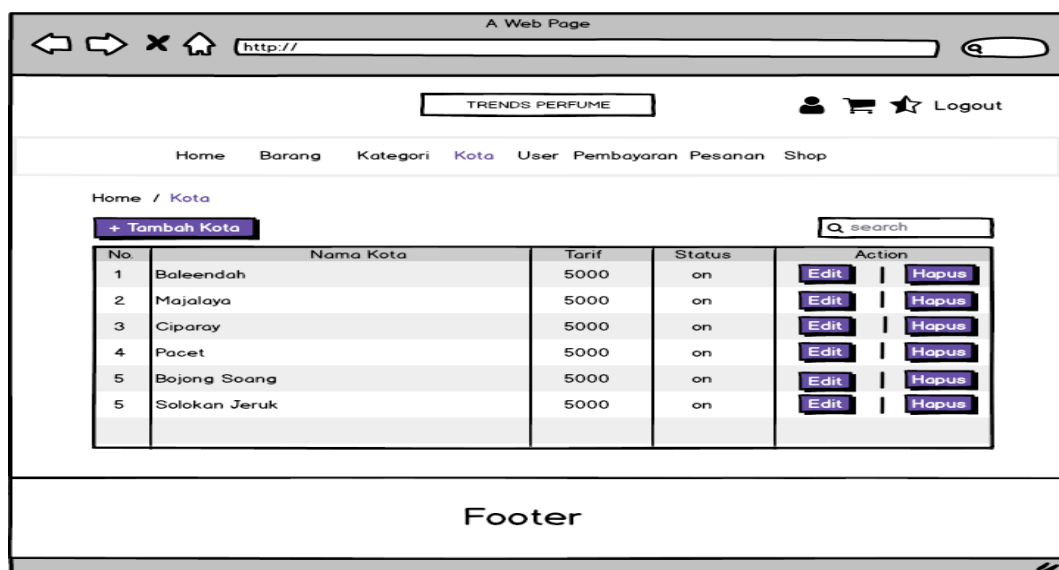 A Web Page
http://
TRENDS PERFUME Logout
Home Barang Kategori Kota User Pembayaran Pesanan Shop
Home / Kota
+ Tambah Kota search
No. Nama Kota Tarif Status Action
1 Baleendah 5000 on Edit | Hapus
2 Majalaya 5000 on Edit | Hapus
3 Ciparay 5000 on Edit | Hapus
4 Pacet 5000 on Edit | Hapus
5 Bojong Soang 5000 on Edit | Hapus
5 Solokan Jeruk 5000 on Edit | Hapus
Footer